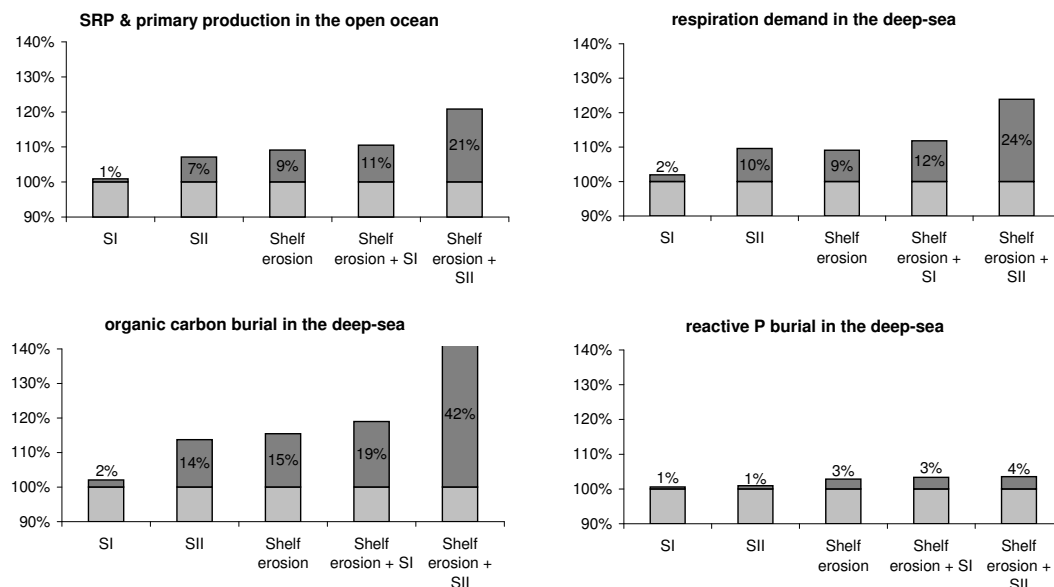 SRP & primary production in the open ocean
140%
130%
120%
110%
100%
90%
1%
7%
9%
11%
21%
SI
SII
Shelf
erosion
Shelf
erosion + SI
Shelf
erosion +
SII
respiration demand in the deep-sea
140%
130%
120%
110%
100%
90%
2%
10%
9%
12%
24%
SI
SII
Shelf
erosion
Shelf
erosion +
SI
Shelf
erosion +
SII
organic carbon burial in the deep-sea
140%
130%
120%
110%
100%
90%
2%
14%
15%
19%
42%
SI
SII
Shelf
erosion
Shelf
erosion + SI
Shelf
erosion +
SII
reactive P burial in the deep-sea
140%
130%
120%
110%
100%
90%
1%
1%
3%
3%
4%
SI
SII
Shelf
erosion
Shelf
erosion + SI
Shelf
erosion +
SII